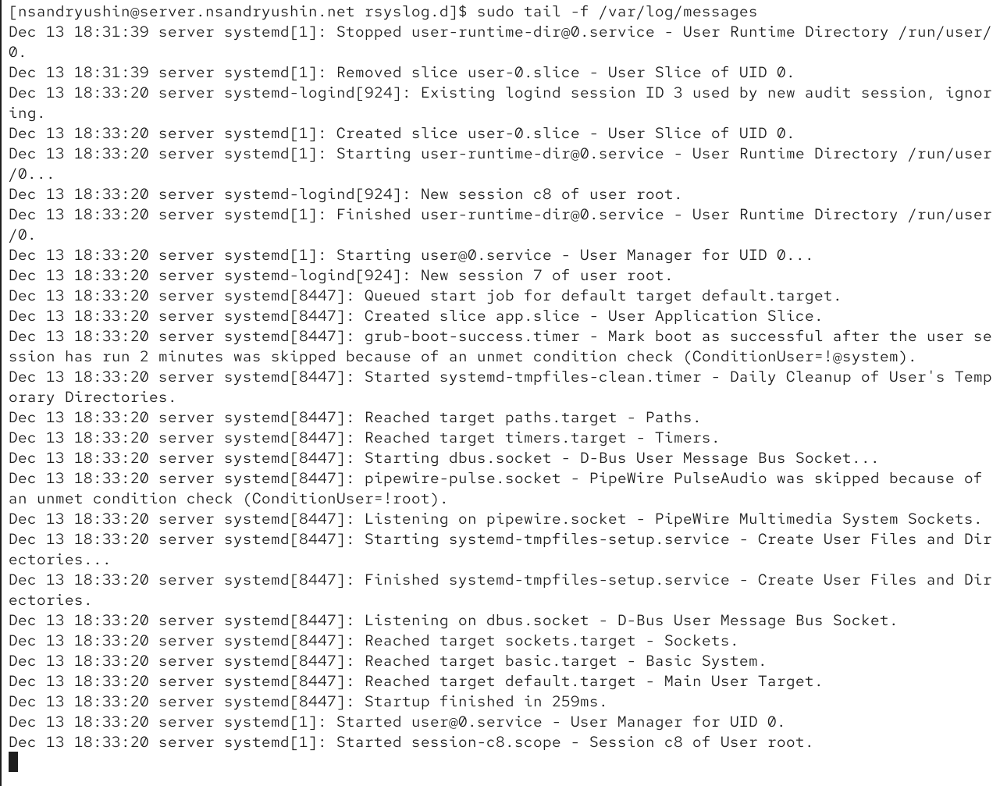 [nsandryushin@server.nsandryushin.net rsyslog.d]$ sudo tail -f /var/log/messages
Dec 13 18:31:39 server systemd[1]: Stopped user-runtime-dir@0.service - User Runtime Directory /run/user/
0.
Dec 13 18:31:39 server systemd[1]: Removed slice user-0.slice - User Slice of UID 0.
Dec 13 18:33:20 server systemd-logind[924]: Existing logind session ID 3 used by new audit session, ignor
ing.
Dec 13 18:33:20 server systemd[1]: Created slice user-0.slice - User Slice of UID 0.
Dec 13 18:33:20 server systemd[1]: Starting user-runtime-dir@0.service - User Runtime Directory /run/user
/0...
Dec 13 18:33:20 server systemd-logind[924]: New session c8 of user root.
Dec 13 18:33:20 server systemd[1]: Finished user-runtime-dir@0.service - User Runtime Directory /run/user
/0.
Dec 13 18:33:20 server systemd[1]: Starting user@0.service - User Manager for UID 0...
Dec 13 18:33:20 server systemd-logind[924]: New session 7 of user root.
Dec 13 18:33:20 server systemd[8447]: Queued start job for default target default.target.
Dec 13 18:33:20 server systemd[8447]: Created slice app.slice - User Application Slice.
Dec 13 18:33:20 server systemd[8447]: grub-boot-success.timer - Mark boot as successful after the user se
ssion has run 2 minutes was skipped because of an unmet condition check (ConditionUser=!@system).
Dec 13 18:33:20 server systemd[8447]: Started systemd-tmpfiles-clean.timer - Daily Cleanup of User's Temp
orary Directories.
Dec 13 18:33:20 server systemd[8447]: Reached target paths.target - Paths.
Dec 13 18:33:20 server systemd[8447]: Reached target timers.target - Timers.
Dec 13 18:33:20 server systemd[8447]: Starting dbus.socket - D-Bus User Message Bus Socket...
Dec 13 18:33:20 server systemd[8447]: pipewire-pulse.socket - PipeWire PulseAudio was skipped because of
an unmet condition check (ConditionUser=!root).
Dec 13 18:33:20 server systemd[8447]: Listening on pipewire.socket - PipeWire Multimedia System Sockets.
Dec 13 18:33:20 server systemd[8447]: Starting systemd-tmpfiles-setup.service - Create User Files and Dir
ectories...
Dec 13 18:33:20 server systemd[8447]: Finished systemd-tmpfiles-setup.service - Create User Files and Dir
ectories.
Dec 13 18:33:20 server systemd[8447]: Listening on dbus.socket - D-Bus User Message Bus Socket.
Dec 13 18:33:20 server systemd[8447]: Reached target sockets.target - Sockets.
Dec 13 18:33:20 server systemd[8447]: Reached target basic.target - Basic System.
Dec 13 18:33:20 server systemd[8447]: Reached target default.target - Main User Target.
Dec 13 18:33:20 server systemd[8447]: Startup finished in 259ms.
Dec 13 18:33:20 server systemd[1]: Started user@0.service - User Manager for UID 0.
Dec 13 18:33:20 server systemd[1]: Started session-c8.scope - Session c8 of User root.